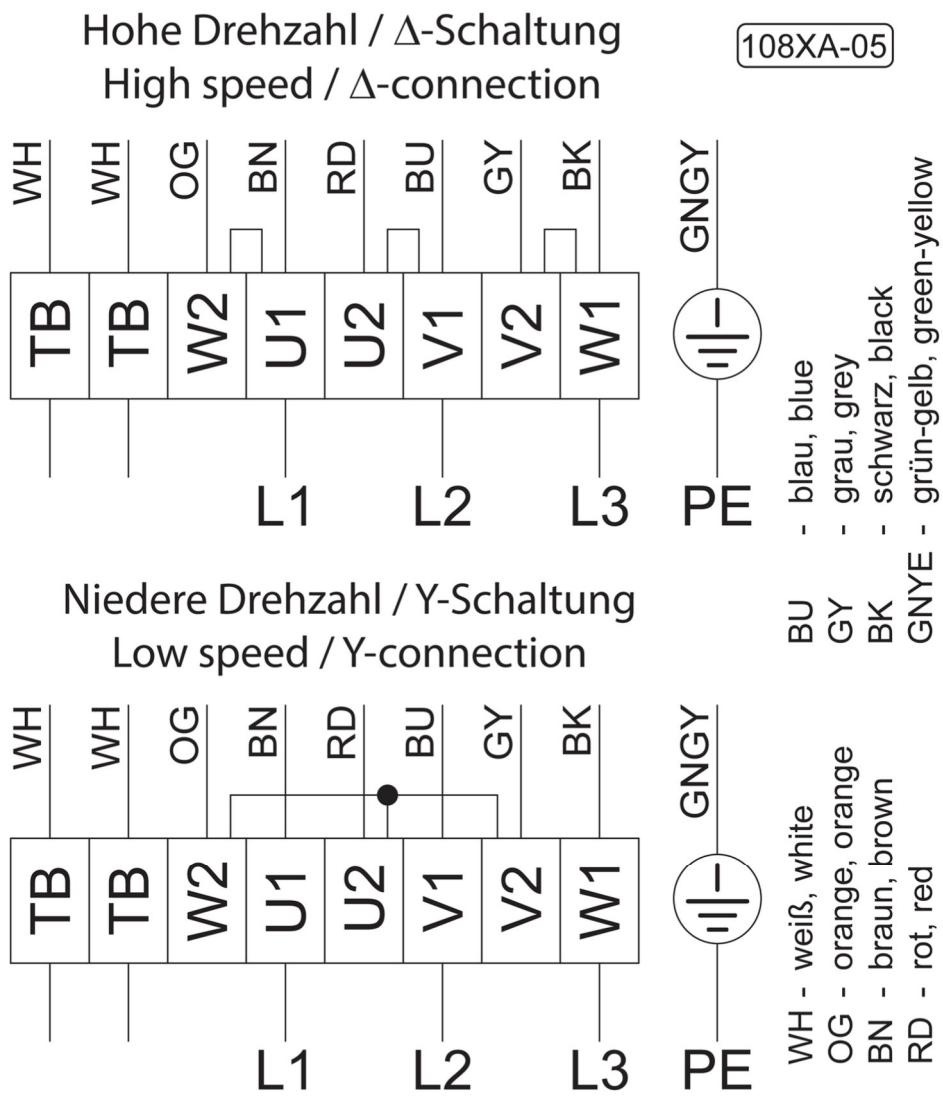 Hohe Drehzahl / Δ-Schaltung
High speed / Δ-connection
108XA-05
WH WH OG BN RD BU GY BK GNGY
TB TB W2 U1 U2 V1 V2 W1
L1 L2 L3 PE
Niedere Drehzahl / Y-Schaltung
Low speed / Y-connection
WH WH OG BN RD BU GY BK GNGY
TB TB W2 U1 U2 V1 V2 W1
L1 L2 L3 PE
WH - weiß, white
OG - orange, orange
BN - braun, brown
RD - rot, red
BU - blau, blue
GY - grau, grey
BK - schwarz, black
GNYE - grün-gelb, green-yellow